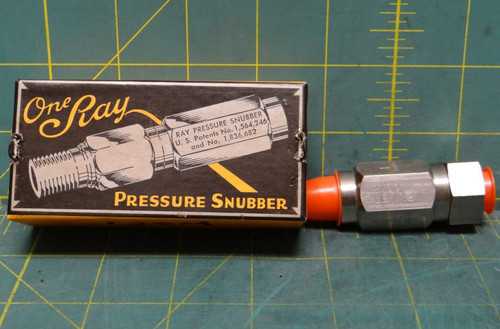 One Ray
RAY PRESSURE SNUBBER
U.S. Patents No. 1,564,246
and No. 1,836,682
PRESSURE SNUBBER